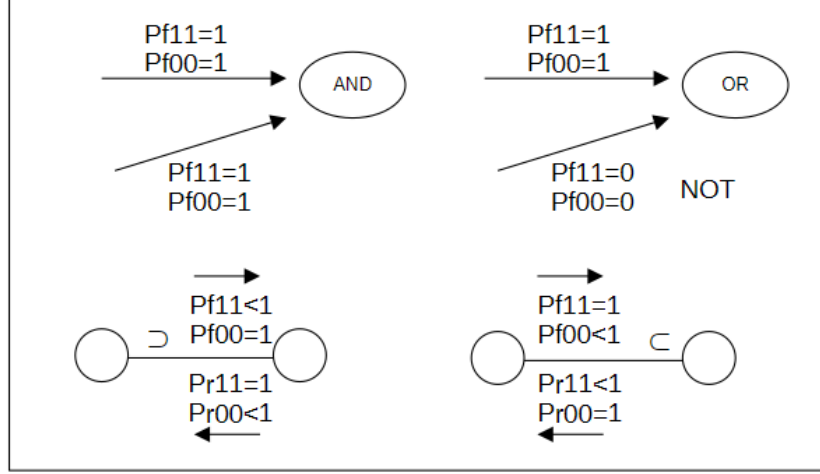 Pf11=1
Pf00=1
AND
Pf11=1
Pf00=1
Pf11=1
Pf00=1
OR
Pf11=0
Pf00=0
NOT
Pf11<1
⊃ Pf00=1
Pr11=1
Pr00<1
Pf11=1
Pf00<1 ⊂
Pr11<1
Pr00=1